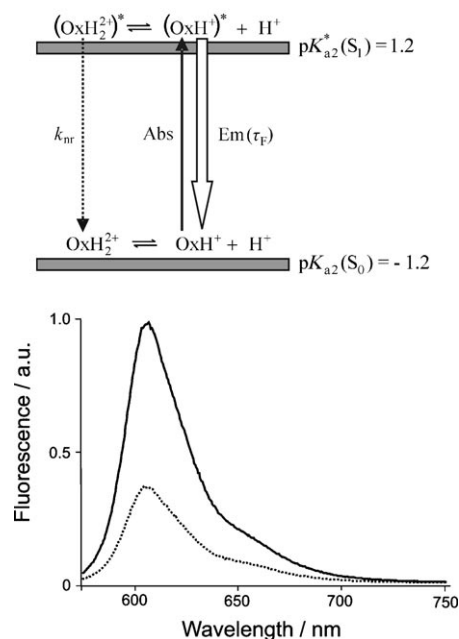 (OxH₂²⁺)* ⇌ (OxH⁺)* + H⁺
pK*ₐ₂(S₁) = 1.2
kₙᵣ
Abs
Em(τ_F)
OxH₂²⁺ ⇌ OxH⁺ + H⁺
pKₐ₂(S₀) = - 1.2
Fluorescence / a.u.
1.0
0.5
0
600
650
700
750
Wavelength / nm